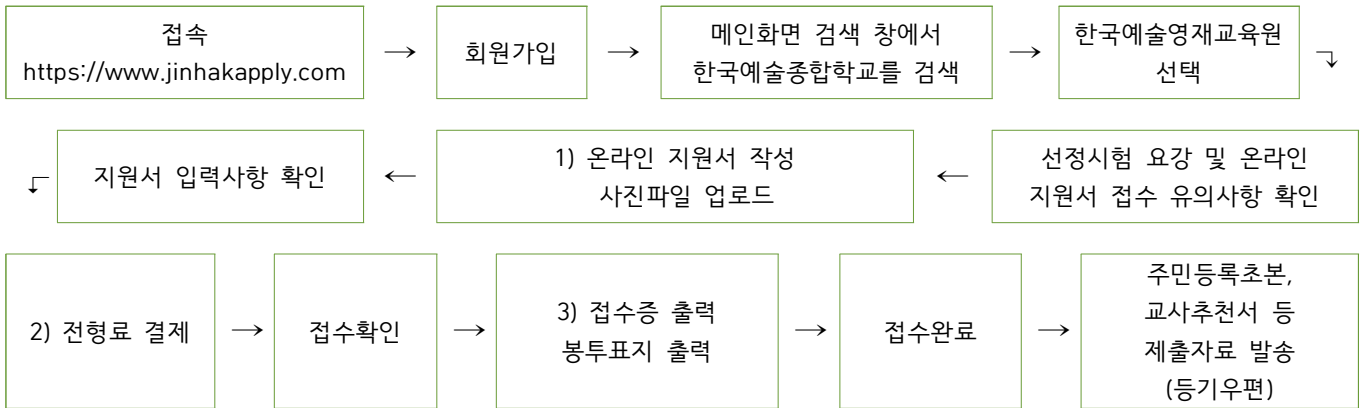 접속
https://www.jinhakapply.com
→
회원가입
→
메인화면 검색 창에서
한국예술종합학교를 검색
→
한국예술영재교육원
선택
선정시험 요강 및 온라인
지원서 접수 유의사항 확인
←
1) 온라인 지원서 작성
사진파일 업로드
←
지원서 입력사항 확인
2) 전형료 결제
→
접수확인
→
3) 접수증 출력
봉투표지 출력
→
접수완료
→
주민등록초본,
교사추천서 등
제출자료 발송
(등기우편)